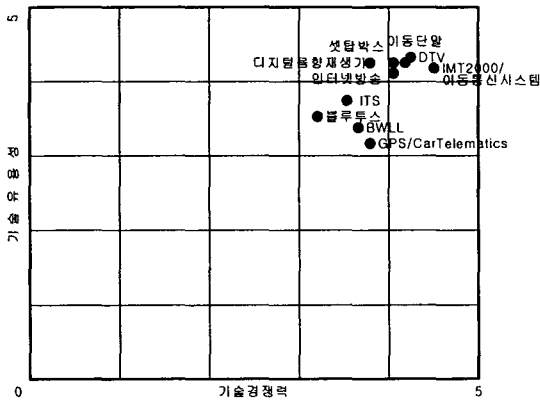 5
셋탑박스
이동단말
디지털음향재생기
DTV
IMT2000/
이동통신시스템
인터넷방송
ITS
블루투스
BWLL
GPS/CarTelematics
기술유용성
0
기술경쟁력
5